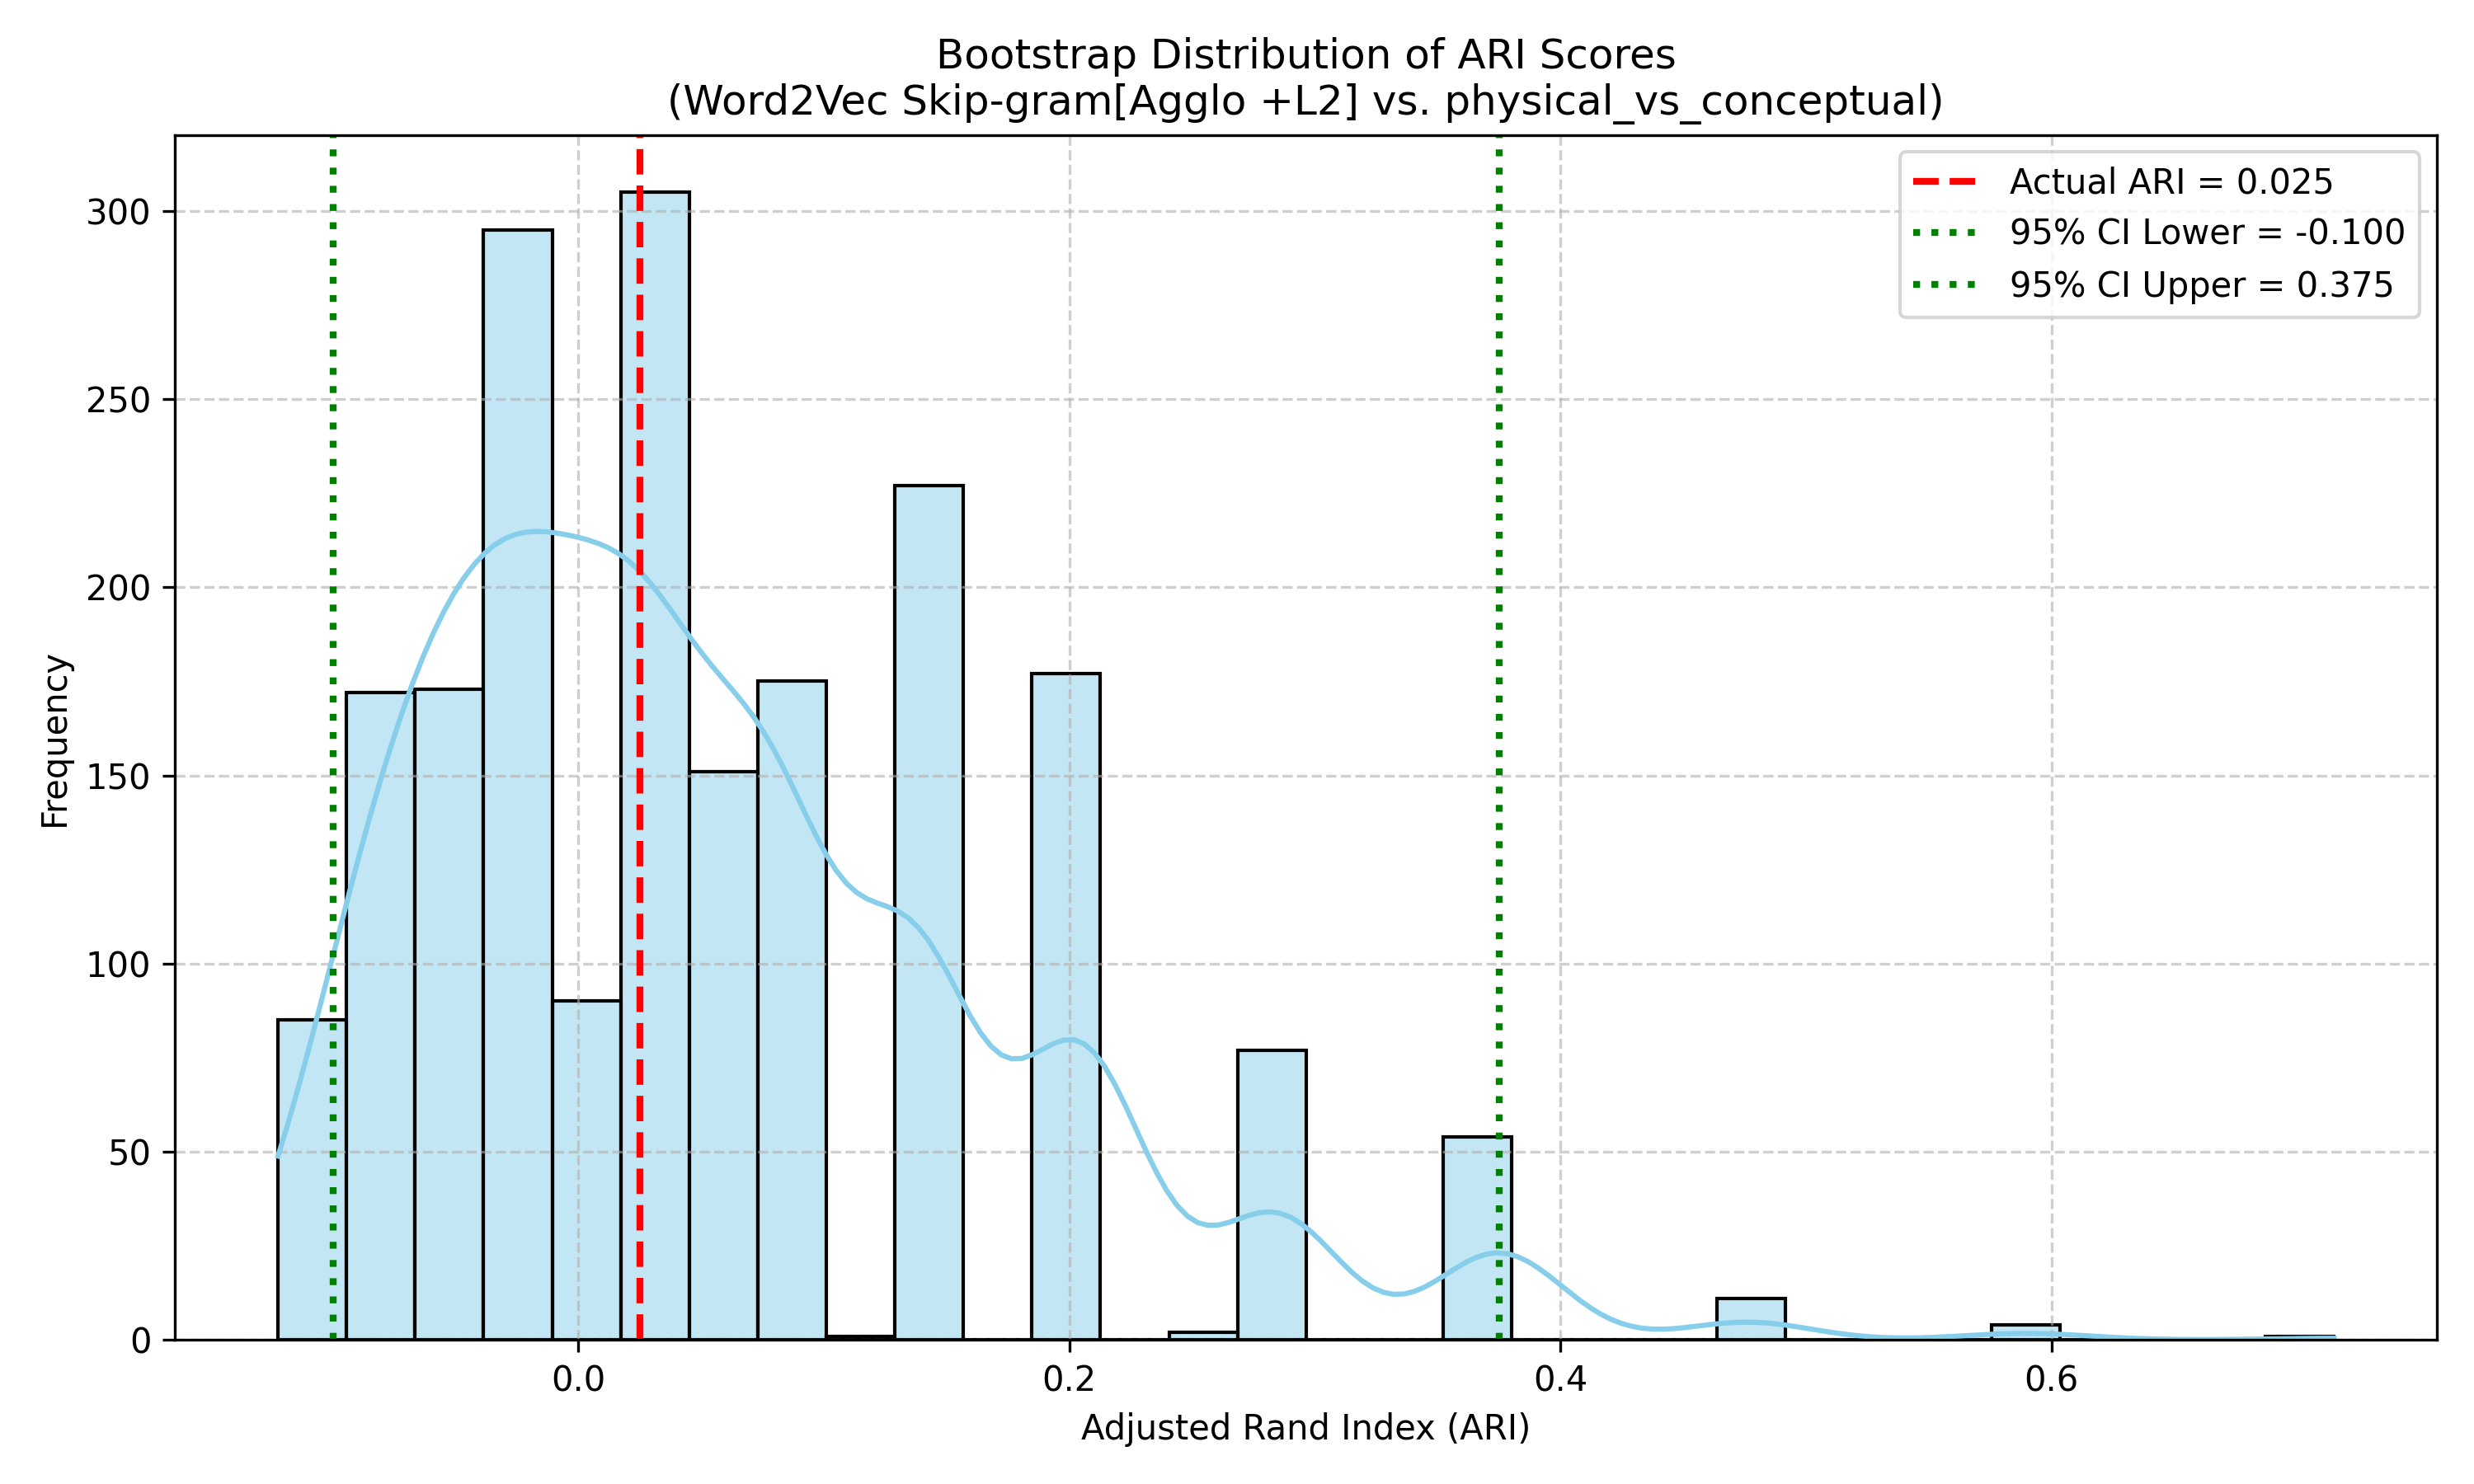 Bootstrap Distribution of ARI Scores
(Word2Vec Skip-gram[Agglo +L2] vs. physical_vs_conceptual)
Actual ARI = 0.025
95% CI Lower = -0.100
95% CI Upper = 0.375
Frequency
300
250
200
150
100
50
0
0.0 0.2 0.4 0.6
Adjusted Rand Index (ARI)